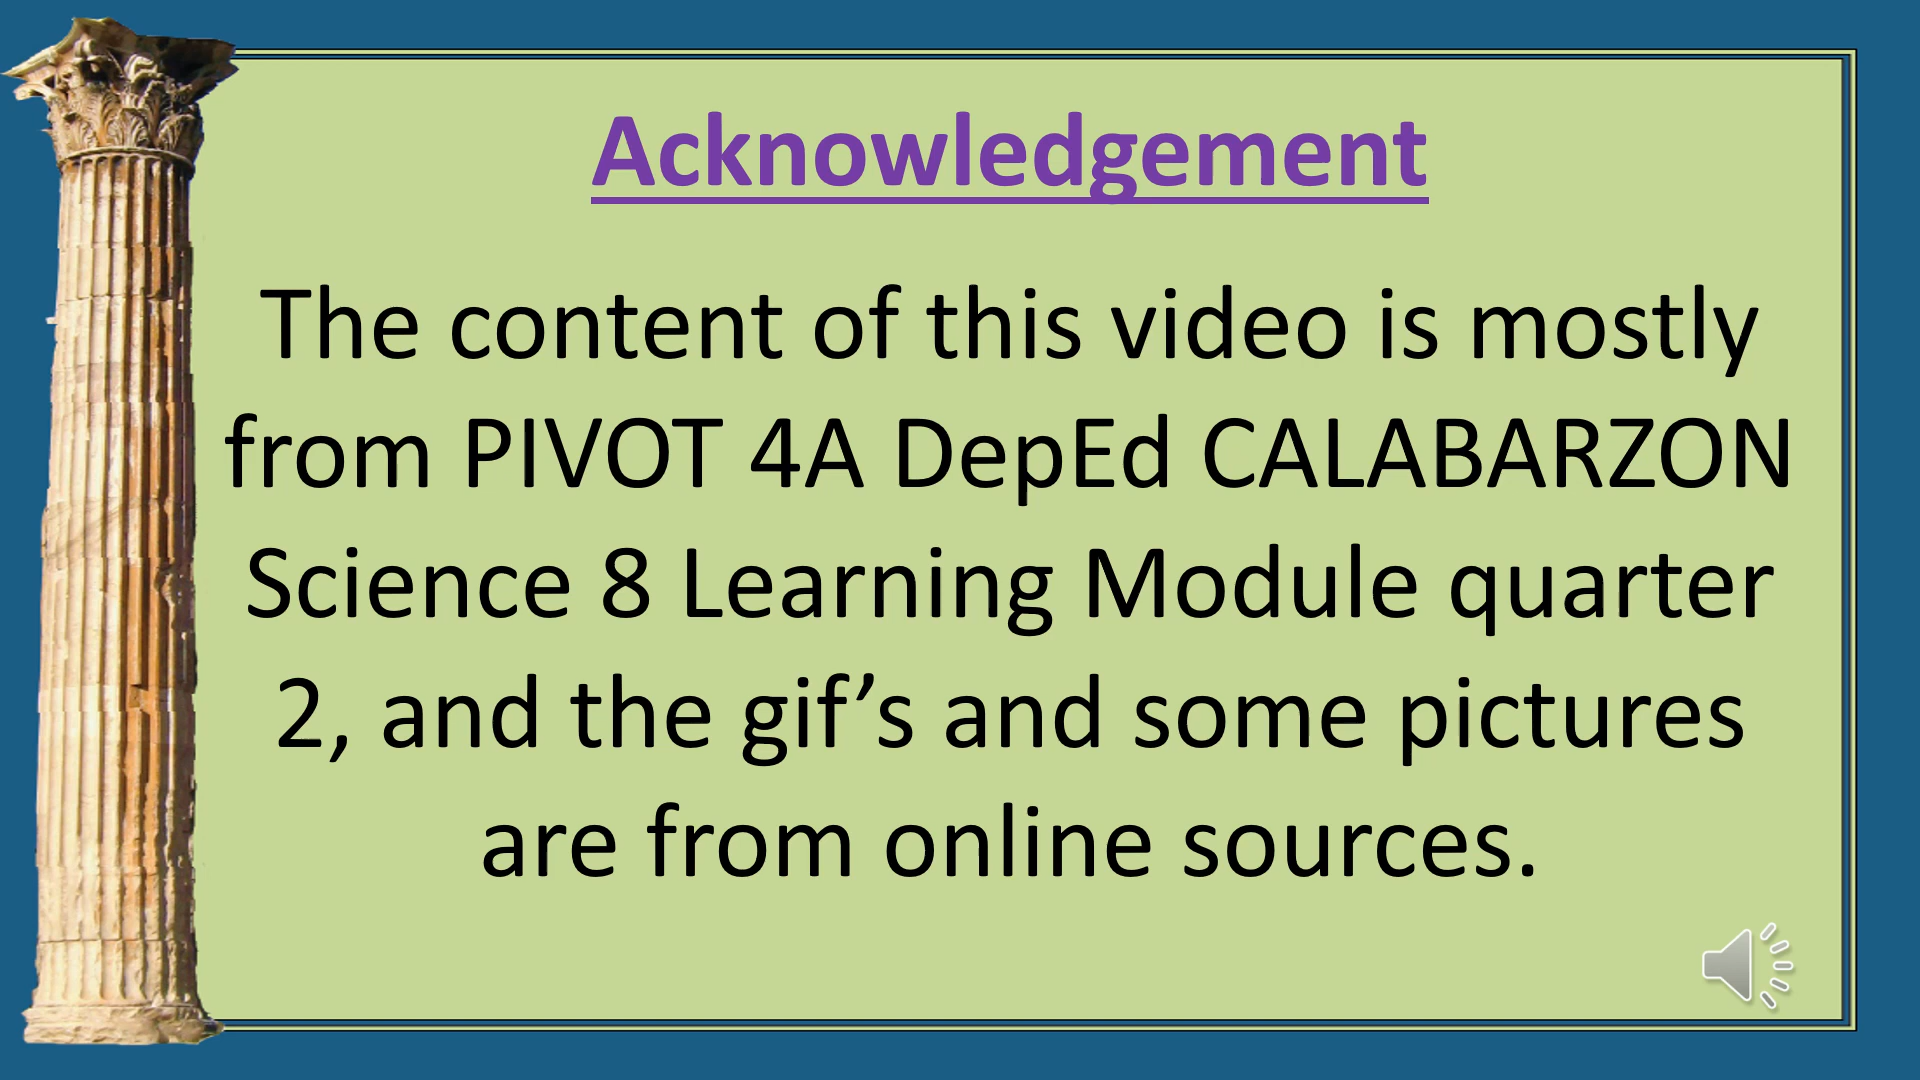 Acknowledgement
The content of this video is mostly
from PIVOT 4A DepEd CALABARZON
Science 8 Learning Module quarter
2, and the gif’s and some pictures
are from online sources.